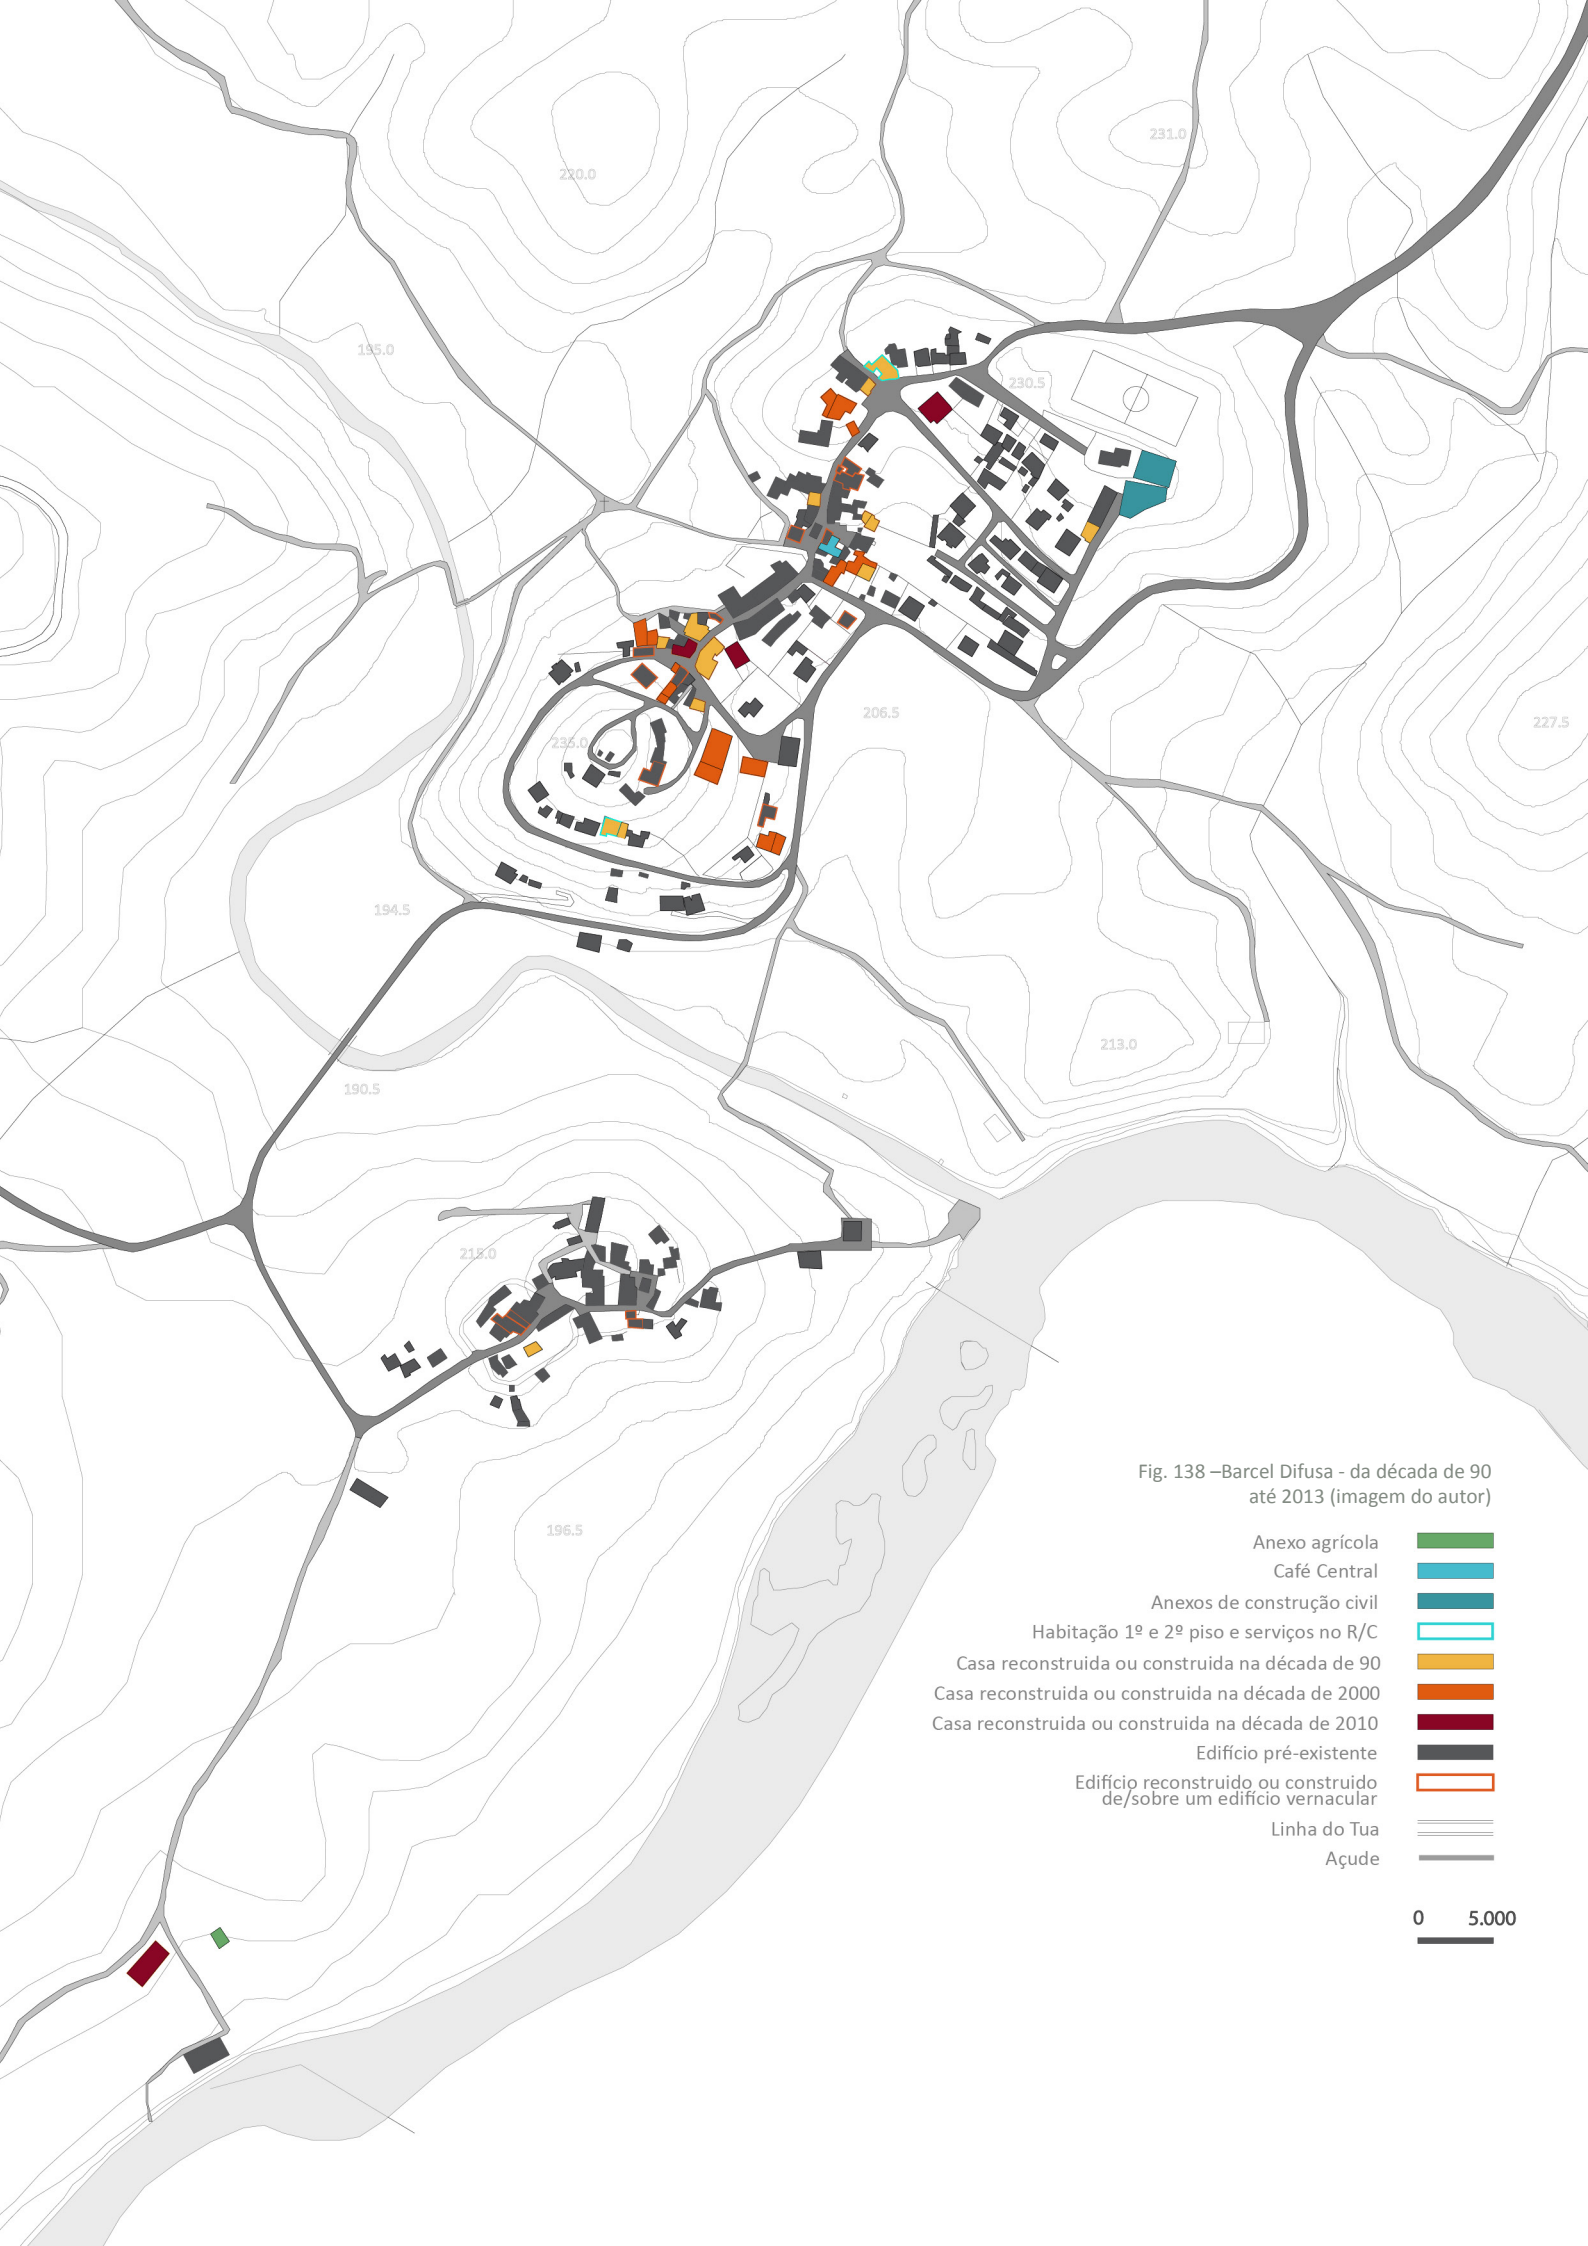 231.0
220.0
195.0
230.5
206.5
227.5
235.0
194.5
213.0
190.5
215.0
196.5
Fig. 138 –Barcel Difusa - da década de 90
até 2013 (imagem do autor)
Anexo agrícola
Café Central
Anexos de construção civil
Habitação 1º e 2º piso e serviços no R/C
Casa reconstruida ou construida na década de 90
Casa reconstruida ou construida na década de 2000
Casa reconstruida ou construida na década de 2010
Edifício pré-existente
Edifício reconstruido ou construido
de/sobre um edifício vernacular
Linha do Tua
Açude
0 5.000